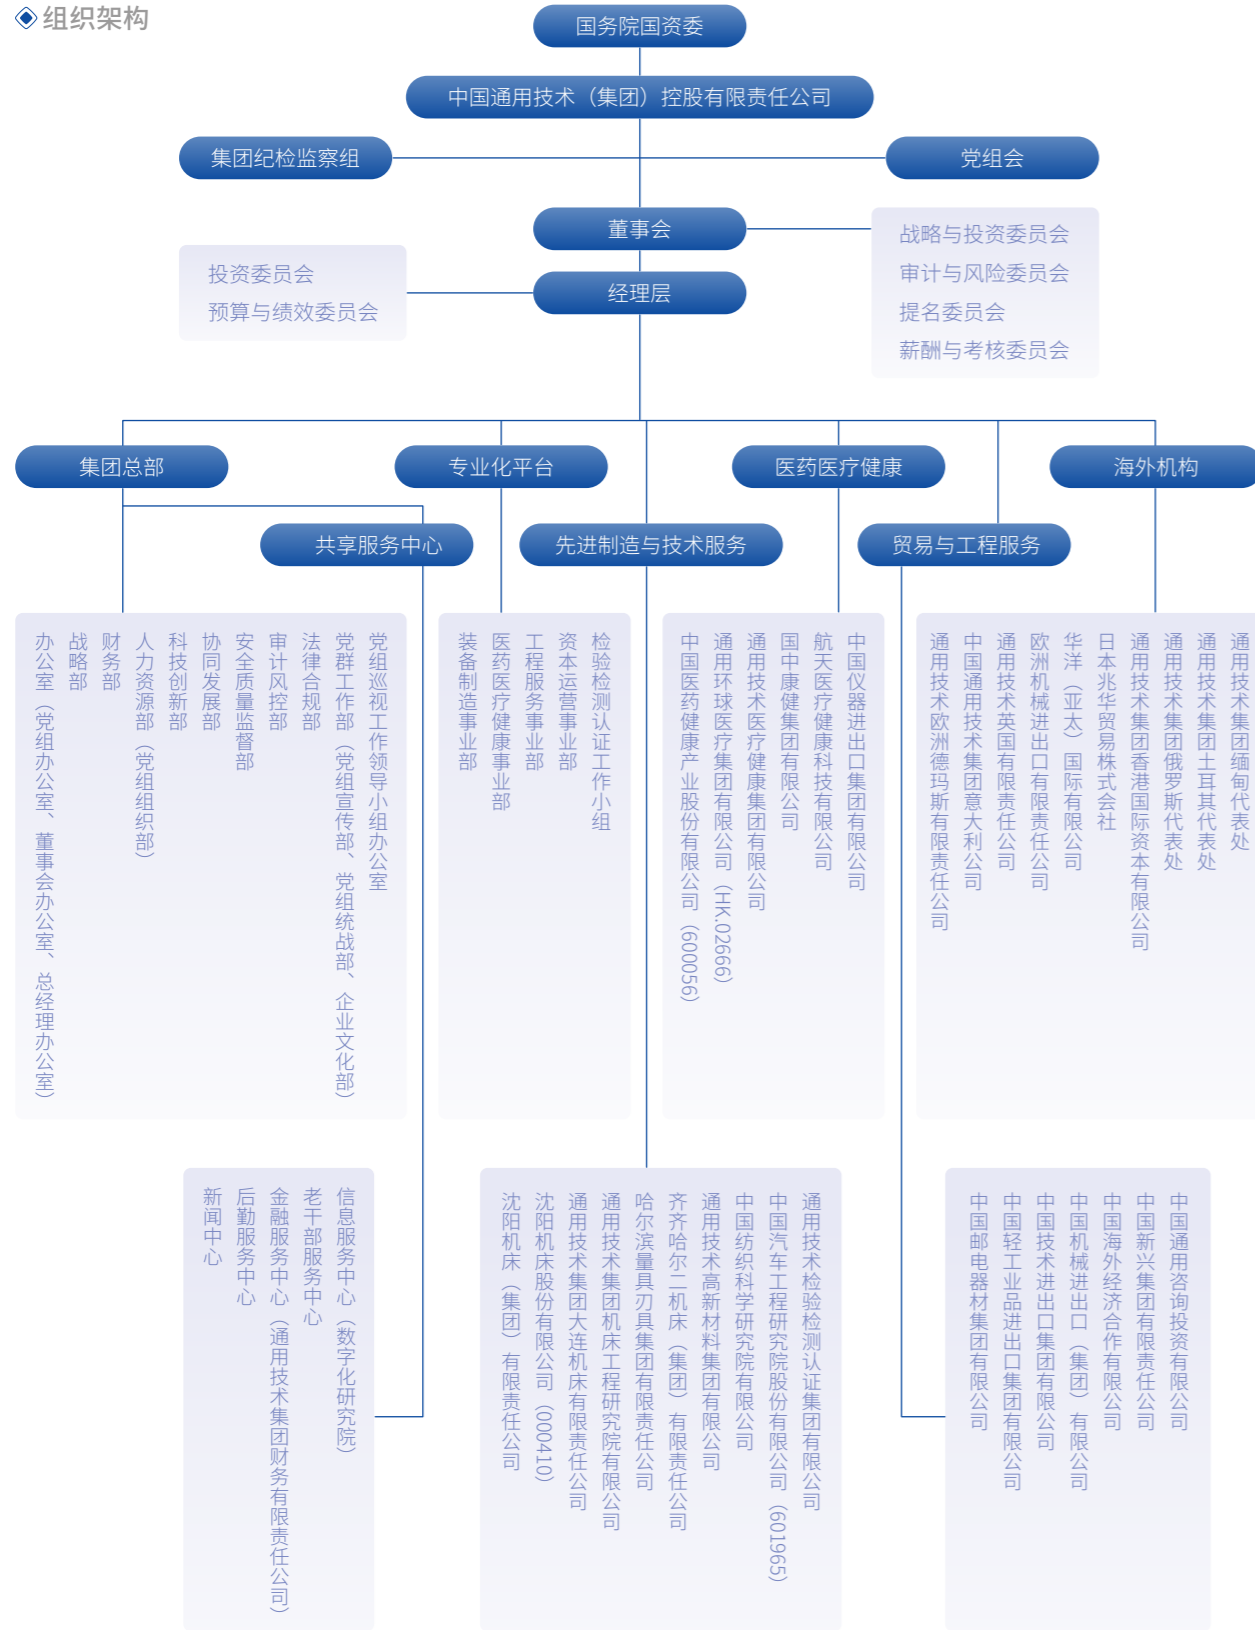 组织架构
国务院国资委
中国通用技术（集团）控股有限责任公司
集团纪检监察组
党组会
董事会
战略与投资委员会
审计与风险委员会
提名委员会
薪酬与考核委员会
经理层
投资委员会
预算与绩效委员会
集团总部
专业化平台
医药医疗健康
海外机构
共享服务中心
先进制造与技术服务
贸易与工程服务
办公室（党组办公室、董事会办公室、总经理办公室）
战略部
财务部
人力资源部（党组组织部）
科技创新部
协同发展部
安全质量监督部
审计风控部
法律合规部
党群工作部（党组宣传部、党组统战部、企业文化部）
党组巡视工作领导小组办公室
装备制造事业部
医药医疗健康事业部
工程服务事业部
资本运营事业部
检验检测认证工作小组
中国医药健康产业股份有限公司（600056）
通用环球医疗集团有限公司（HK.02666）
通用技术医疗健康集团有限公司
国中康健集团有限公司
航天医疗健康科技有限公司
中国仪器进出口集团有限公司
通用技术欧洲德玛斯有限责任公司
中国通用技术集团意大利公司
通用技术英国有限责任公司
欧洲机械进出口有限责任公司
华洋（亚太）国际有限公司
日本兆华贸易株式会社
通用技术集团香港国际资本有限公司
通用技术集团俄罗斯代表处
通用技术集团土耳其代表处
通用技术集团缅甸代表处
新闻中心
后勤服务中心
金融服务中心（通用技术集团财务有限责任公司）
老干部服务中心
信息服务中心（数字化研究院）
沈阳机床（集团）有限责任公司
沈阳机床股份有限公司（000410）
通用技术集团大连机床有限责任公司
通用技术集团机床工程研究院有限公司
哈尔滨量具刃具集团有限责任公司
齐齐哈尔二机床（集团）有限责任公司
通用技术高新材料集团有限公司
中国纺织科学研究院有限公司
中国汽车工程研究院股份有限公司（601965）
通用技术检验检测认证集团有限公司
中国邮电器材集团有限公司
中国轻工业品进出口集团有限公司
中国技术进出口集团有限公司
中国机械进出口（集团）有限公司
中国海外经济合作有限公司
中国新兴集团有限责任公司
中国通用咨询投资有限公司